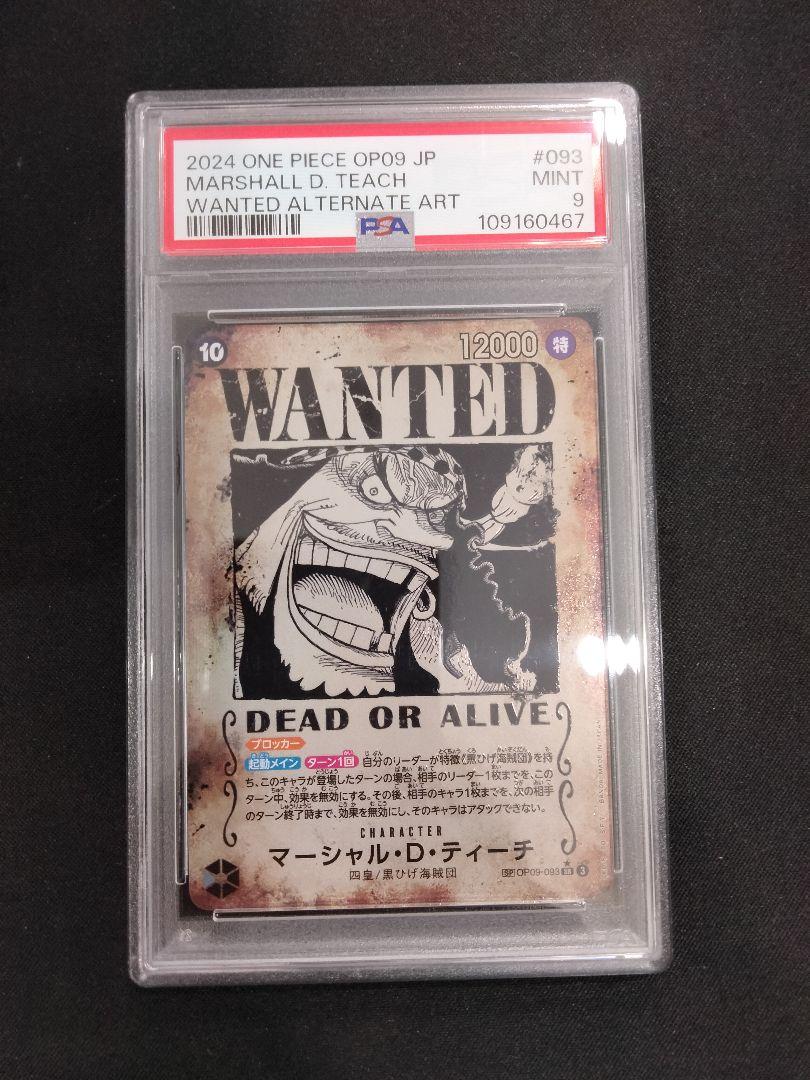 2024 ONE PIECE OP09 JP #093
MARSHALL D. TEACH MINT
WANTED ALTERNATE ART 9
PSA 109160467
10 12000 特
WANTED
DEAD OR ALIVE
ブロッカー
起動メイン ターン1回 自分のリーダーが特徴《黒ひげ海賊団》を持
ち、このキャラが登場したターンの場合、相手のリーダー1枚までを、この
ターン中、効果を無効にする。その後、相手のキャラ1枚までを、次の相手
のターン終了時まで、効果を無効にし、そのキャラはアタックできない。
CHARACTER
マーシャル・D・ティーチ
四皇/黒ひげ海賊団
SP OP09-093 SR 3